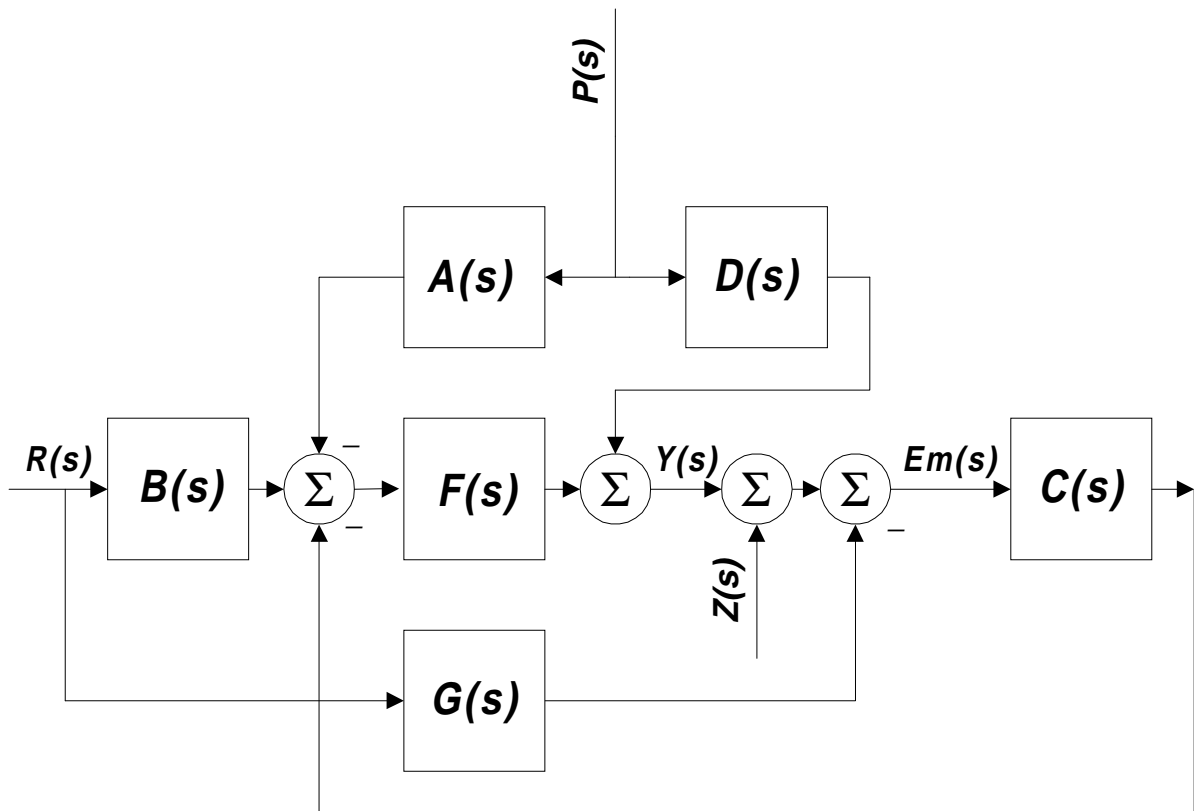 P(s)
A(s)
D(s)
R(s)
B(s)
–
Σ
–
F(s)
Σ
Y(s)
Σ
Z(s)
Σ
–
Em(s)
C(s)
G(s)